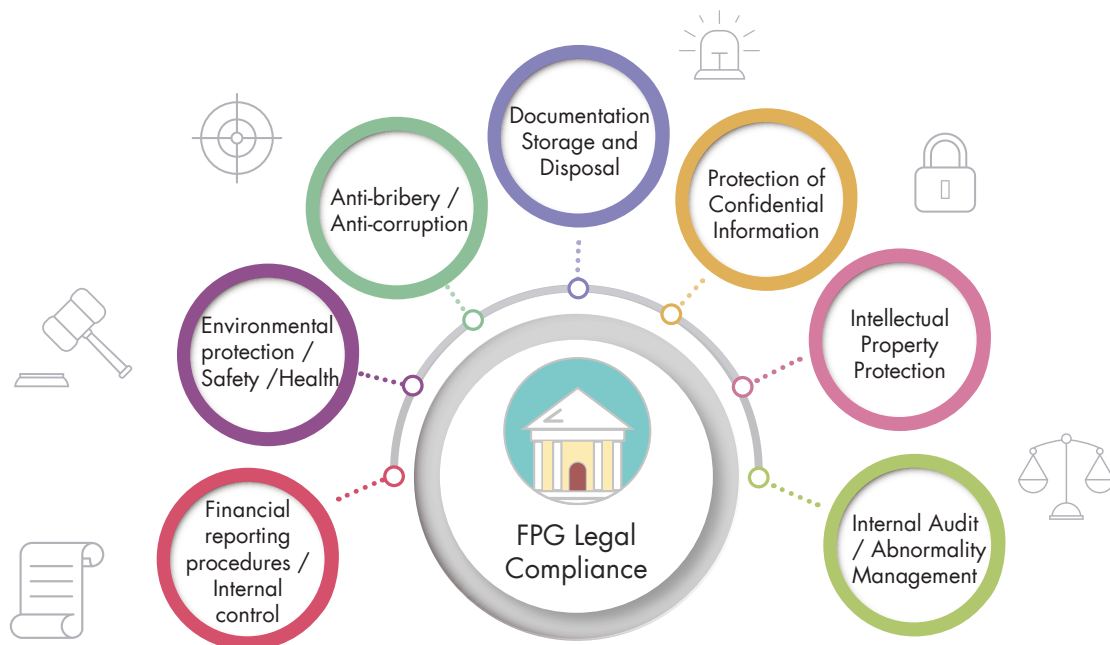 Documentation
Storage and
Disposal
Anti-bribery /
Anti-corruption
Protection of
Confidential
Information
Environmental
protection /
Safety /Health
Intellectual
Property
Protection
Financial
reporting
procedures /
Internal
control
FPG Legal
Compliance
Internal Audit
/ Abnormality
Management